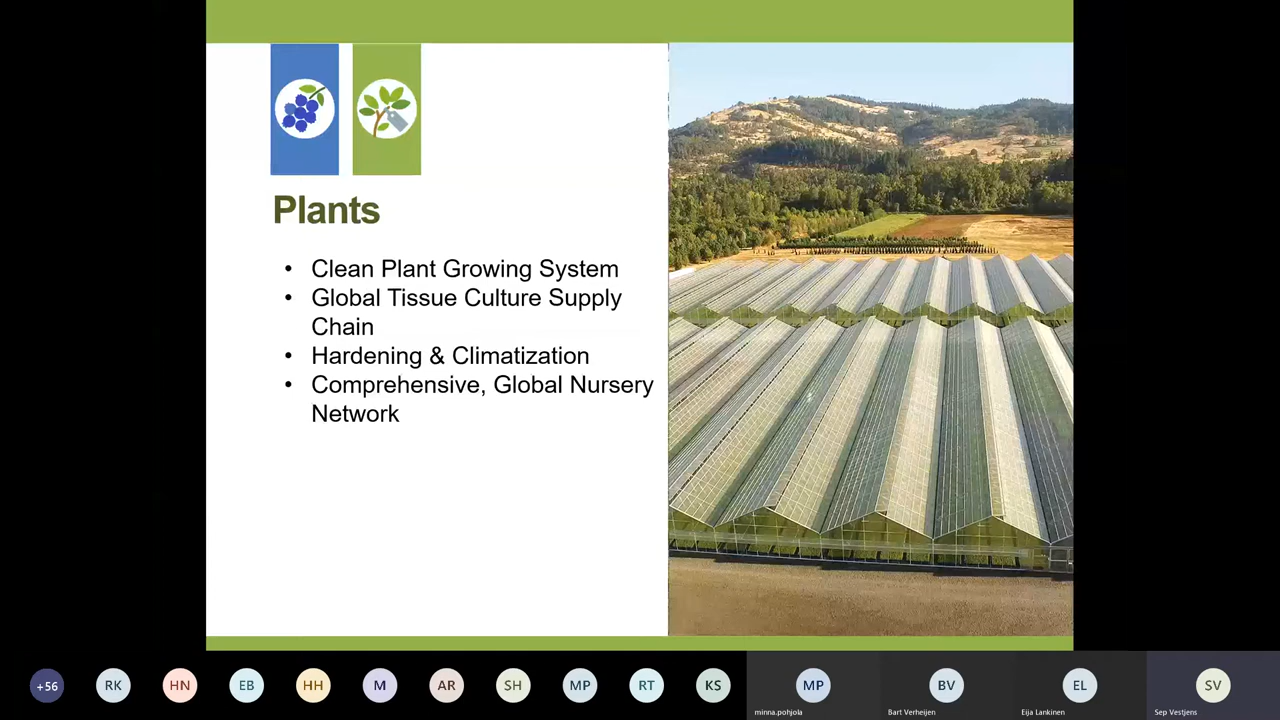 Plants
• Clean Plant Growing System
• Global Tissue Culture Supply
Chain
• Hardening & Climatization
• Comprehensive, Global Nursery
Network
+56
RK
HN
EB
HH
M
AR
SH
MP
RT
KS
MP
BV
EL
SV
minna.pohjola
Bart Verheijen
Eija Lankinen
Sep Vestjens